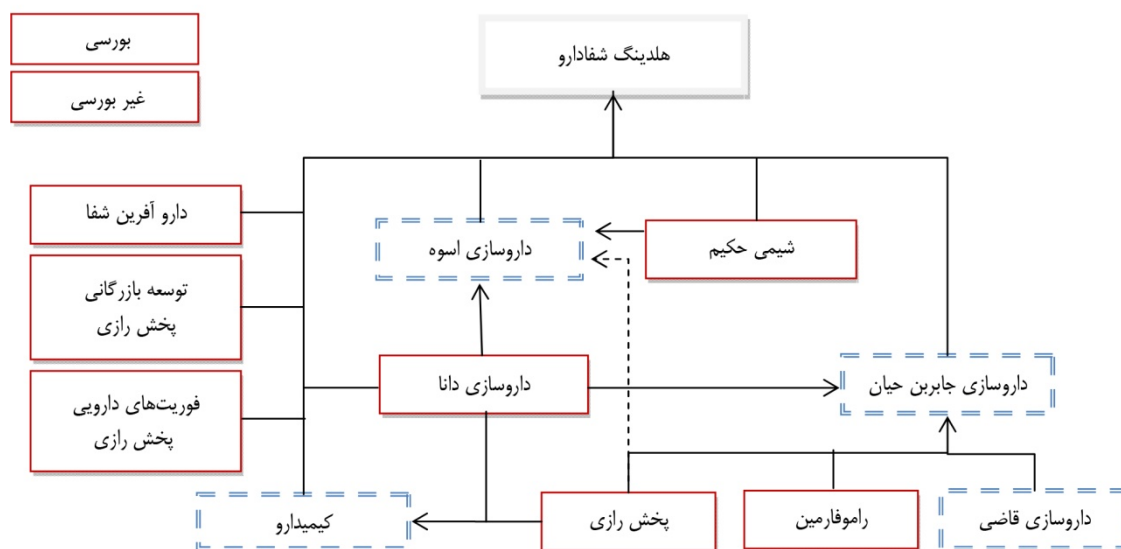 بورسی
هلدینگ شفادارو
غیر بورسی
دارو آفرین شفا
داروسازی اسوه
شیمی حکیم
توسعه بازرگانی
پخش رازی
داروسازی دانا
داروسازی جابربن حیان
فوریت‌های دارویی
پخش رازی
کیمیدارو
پخش رازی
راموفارمین
داروسازی قاضی